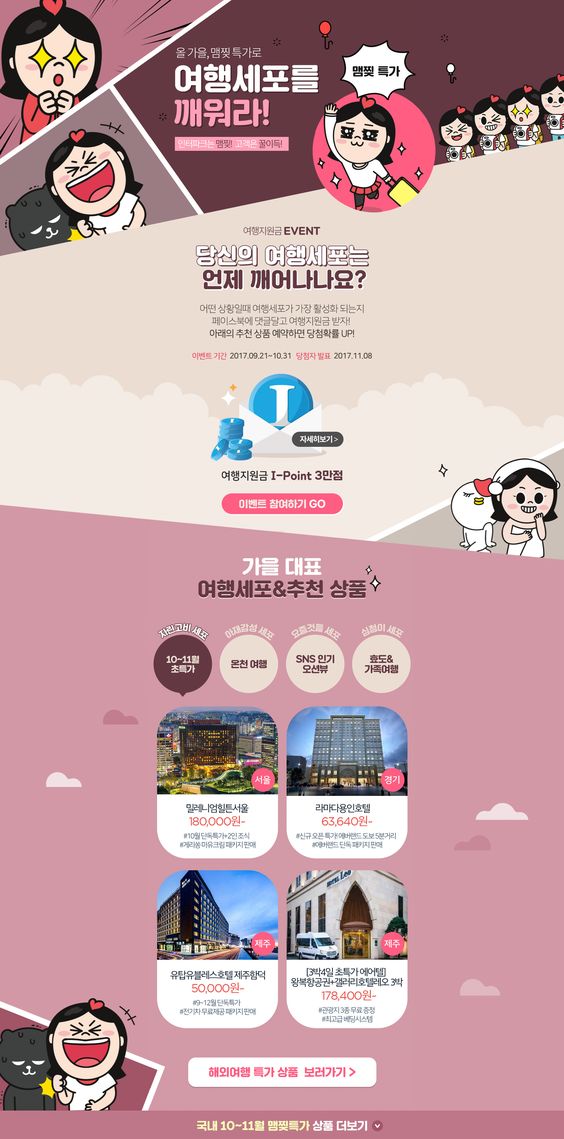 올 가을, 맴찢 특가로
여행세포를
깨워라!
인터파크는 맴찢! 고객은 꿀이득!
맴찢 특가
여행지원금 EVENT
당신의 여행세포는
언제 깨어나나요?
어떤 상황일때 여행세포가 가장 활성화 되는지
페이스북에 댓글달고 여행지원금 받자!
아래의 추천 상품 예약하면 당첨확률 UP!
이벤트 기간 2017.09.21~10.31 당첨자 발표 2017.11.08
I
자세히보기 >
여행지원금 I-Point 3만점
이벤트 참여하기 GO
가을 대표
여행세포&추천 상품
자린고비 세포
아재감성 세포
요즘것들 세포
심청이 세포
10~11월
초특가
온천 여행
SNS 인기
오션뷰
효도&
가족여행
서울
밀레니엄힐튼서울
180,000원~
#10월 단독특가+2인 조식
#게리쏭 마유크림 패키지 판매
경기
라마다용인호텔
63,640원~
#신규 오픈 특가! 에버랜드 도보 5분거리
#에버랜드 단독 패키지 판매
제주
유탑유블레스호텔 제주함덕
50,000원~
#9~12월 단독특가
#전기차 무료제공 패키지 판매
HOTEL Leo
제주
[3박4일 초특가 에어텔]
왕복항공권+갤러리호텔레오 3박
178,400원~
#관광지 3종 무료 증정
#최고급 베딩시스템
해외여행 특가 상품 보러가기 >
국내 10~11월 맴찢특가 상품 더보기